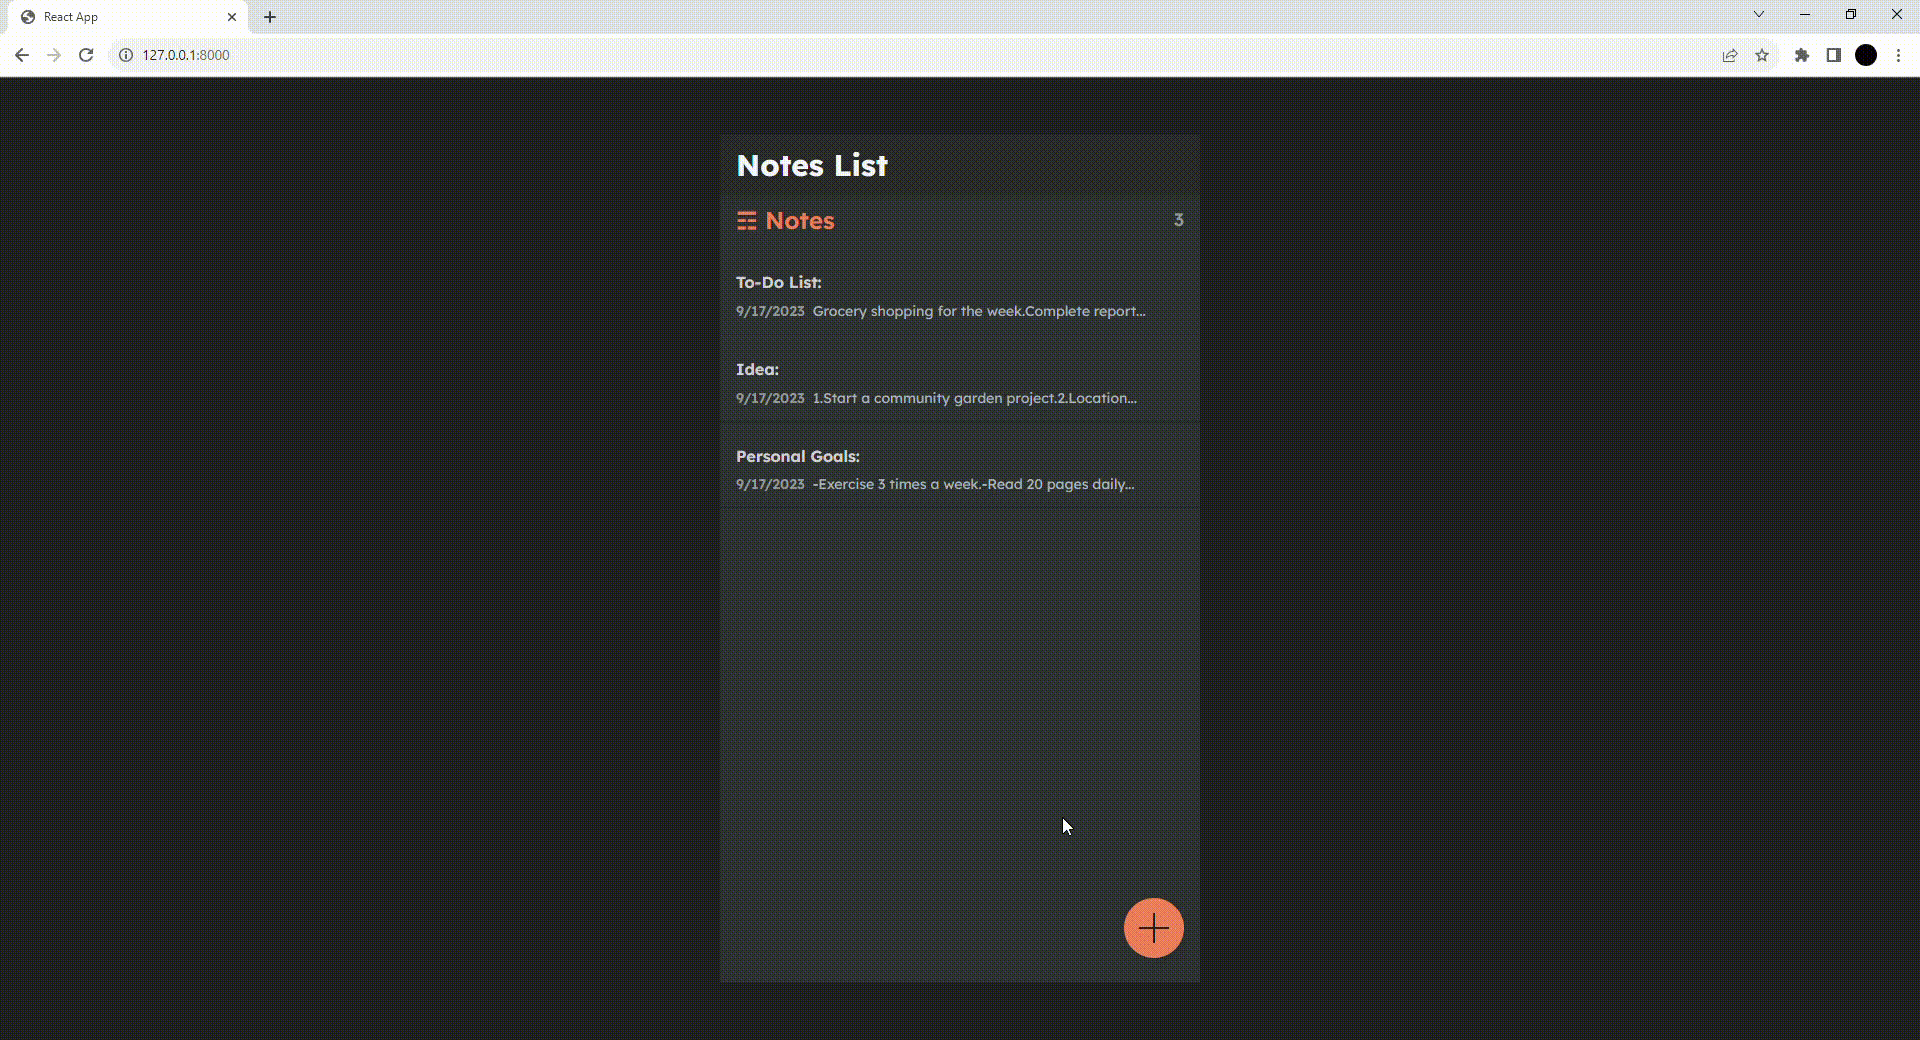 React App
127.0.0.1:8000
Notes List
Notes 3
To-Do List:
9/17/2023 Grocery shopping for the week.Complete report...
Idea:
9/17/2023 1.Start a community garden project.2.Location...
Personal Goals:
9/17/2023 -Exercise 3 times a week.-Read 20 pages daily...